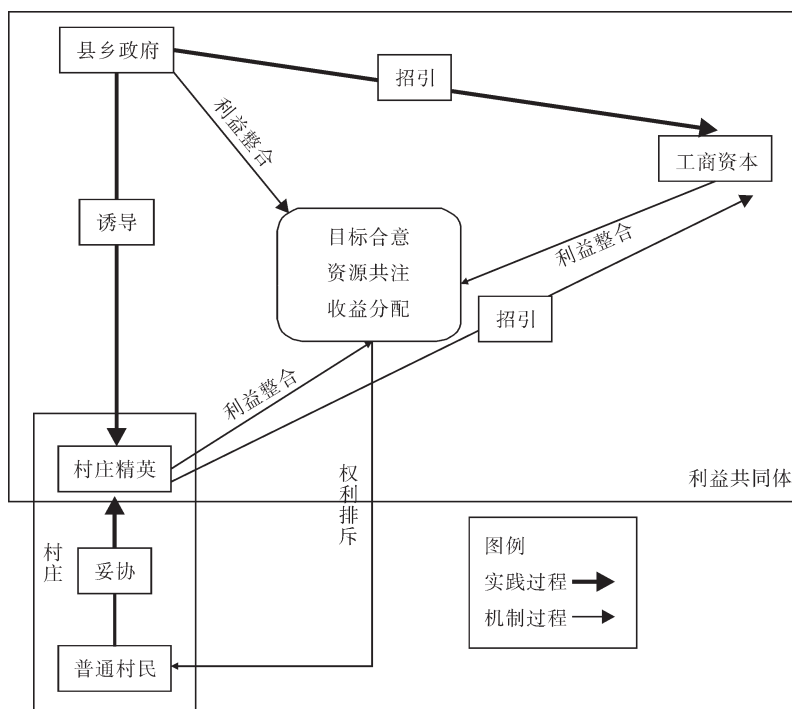 县乡政府
招引
利益整合
工商资本
诱导
目标合意
资源共注
收益分配
利益整合
招引
利益整合
村庄精英
权利排斥
利益共同体
村庄
妥协
普通村民
图例
实践过程
机制过程